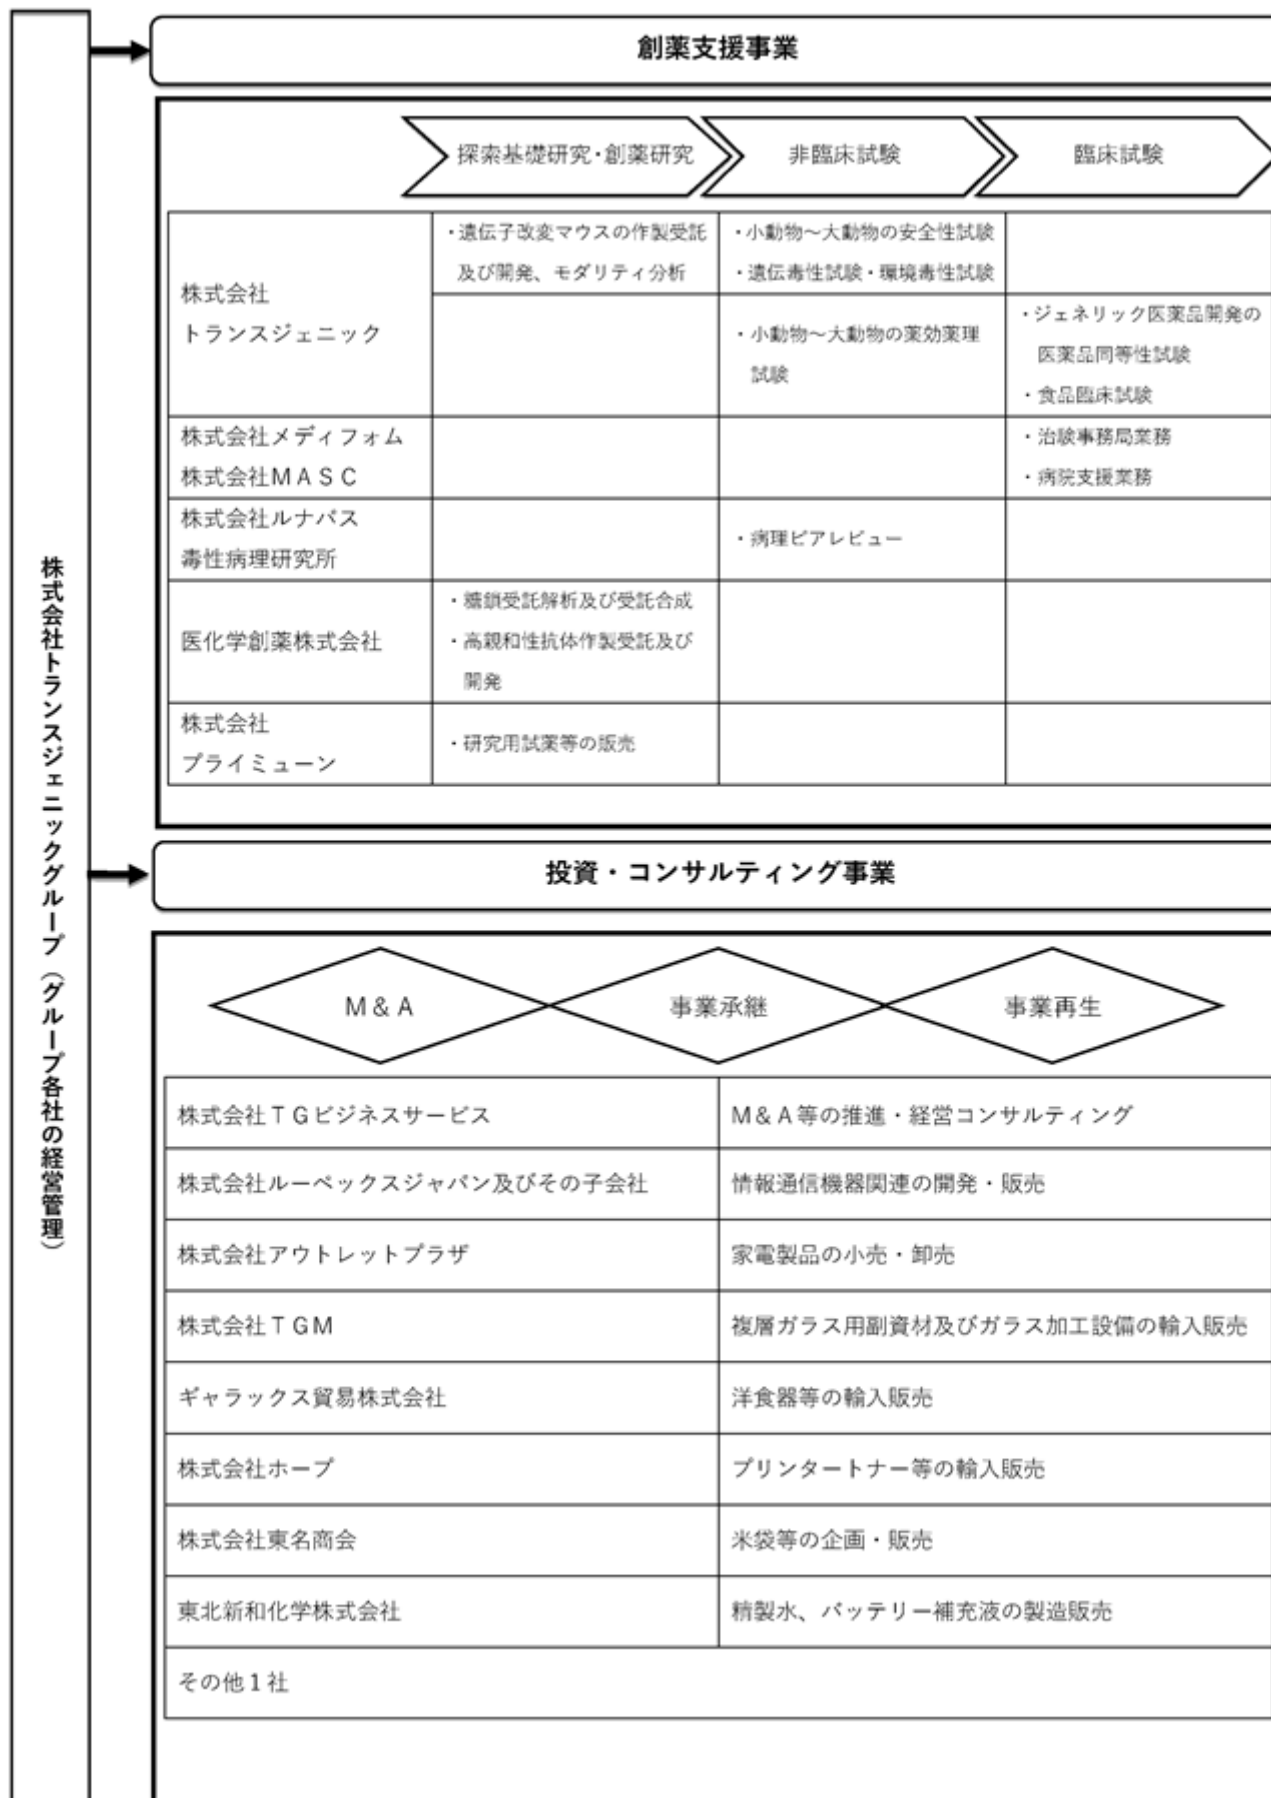 株式会社トランスジェニックグループ（グループ各社の経営管理）
創薬支援事業
探索基礎研究・創薬研究
非臨床試験
臨床試験
株式会社
トランスジェニック
・遺伝子改変マウスの作製受託
及び開発、モダリティ分析
・小動物～大動物の安全性試験
・遺伝毒性試験・環境毒性試験
・小動物～大動物の薬効薬理
試験
・ジェネリック医薬品開発の
医薬品同等性試験
・食品臨床試験
株式会社メディフォム
株式会社ＭＡＳＣ
・治験事務局業務
・病院支援業務
株式会社ルナパス
毒性病理研究所
・病理ピアレビュー
医化学創薬株式会社
・糖鎖受託解析及び受託合成
・高親和性抗体作製受託及び
開発
株式会社
プライミューン
・研究用試薬等の販売
投資・コンサルティング事業
Ｍ＆Ａ
事業承継
事業再生
株式会社ＴＧビジネスサービス
Ｍ＆Ａ等の推進・経営コンサルティング
株式会社ルーペックスジャパン及びその子会社
情報通信機器関連の開発・販売
株式会社アウトレットプラザ
家電製品の小売・卸売
株式会社ＴＧＭ
複層ガラス用副資材及びガラス加工設備の輸入販売
ギャラックス貿易株式会社
洋食器等の輸入販売
株式会社ホープ
プリンタートナー等の輸入販売
株式会社東名商会
米袋等の企画・販売
東北新和化学株式会社
精製水、バッテリー補充液の製造販売
その他１社